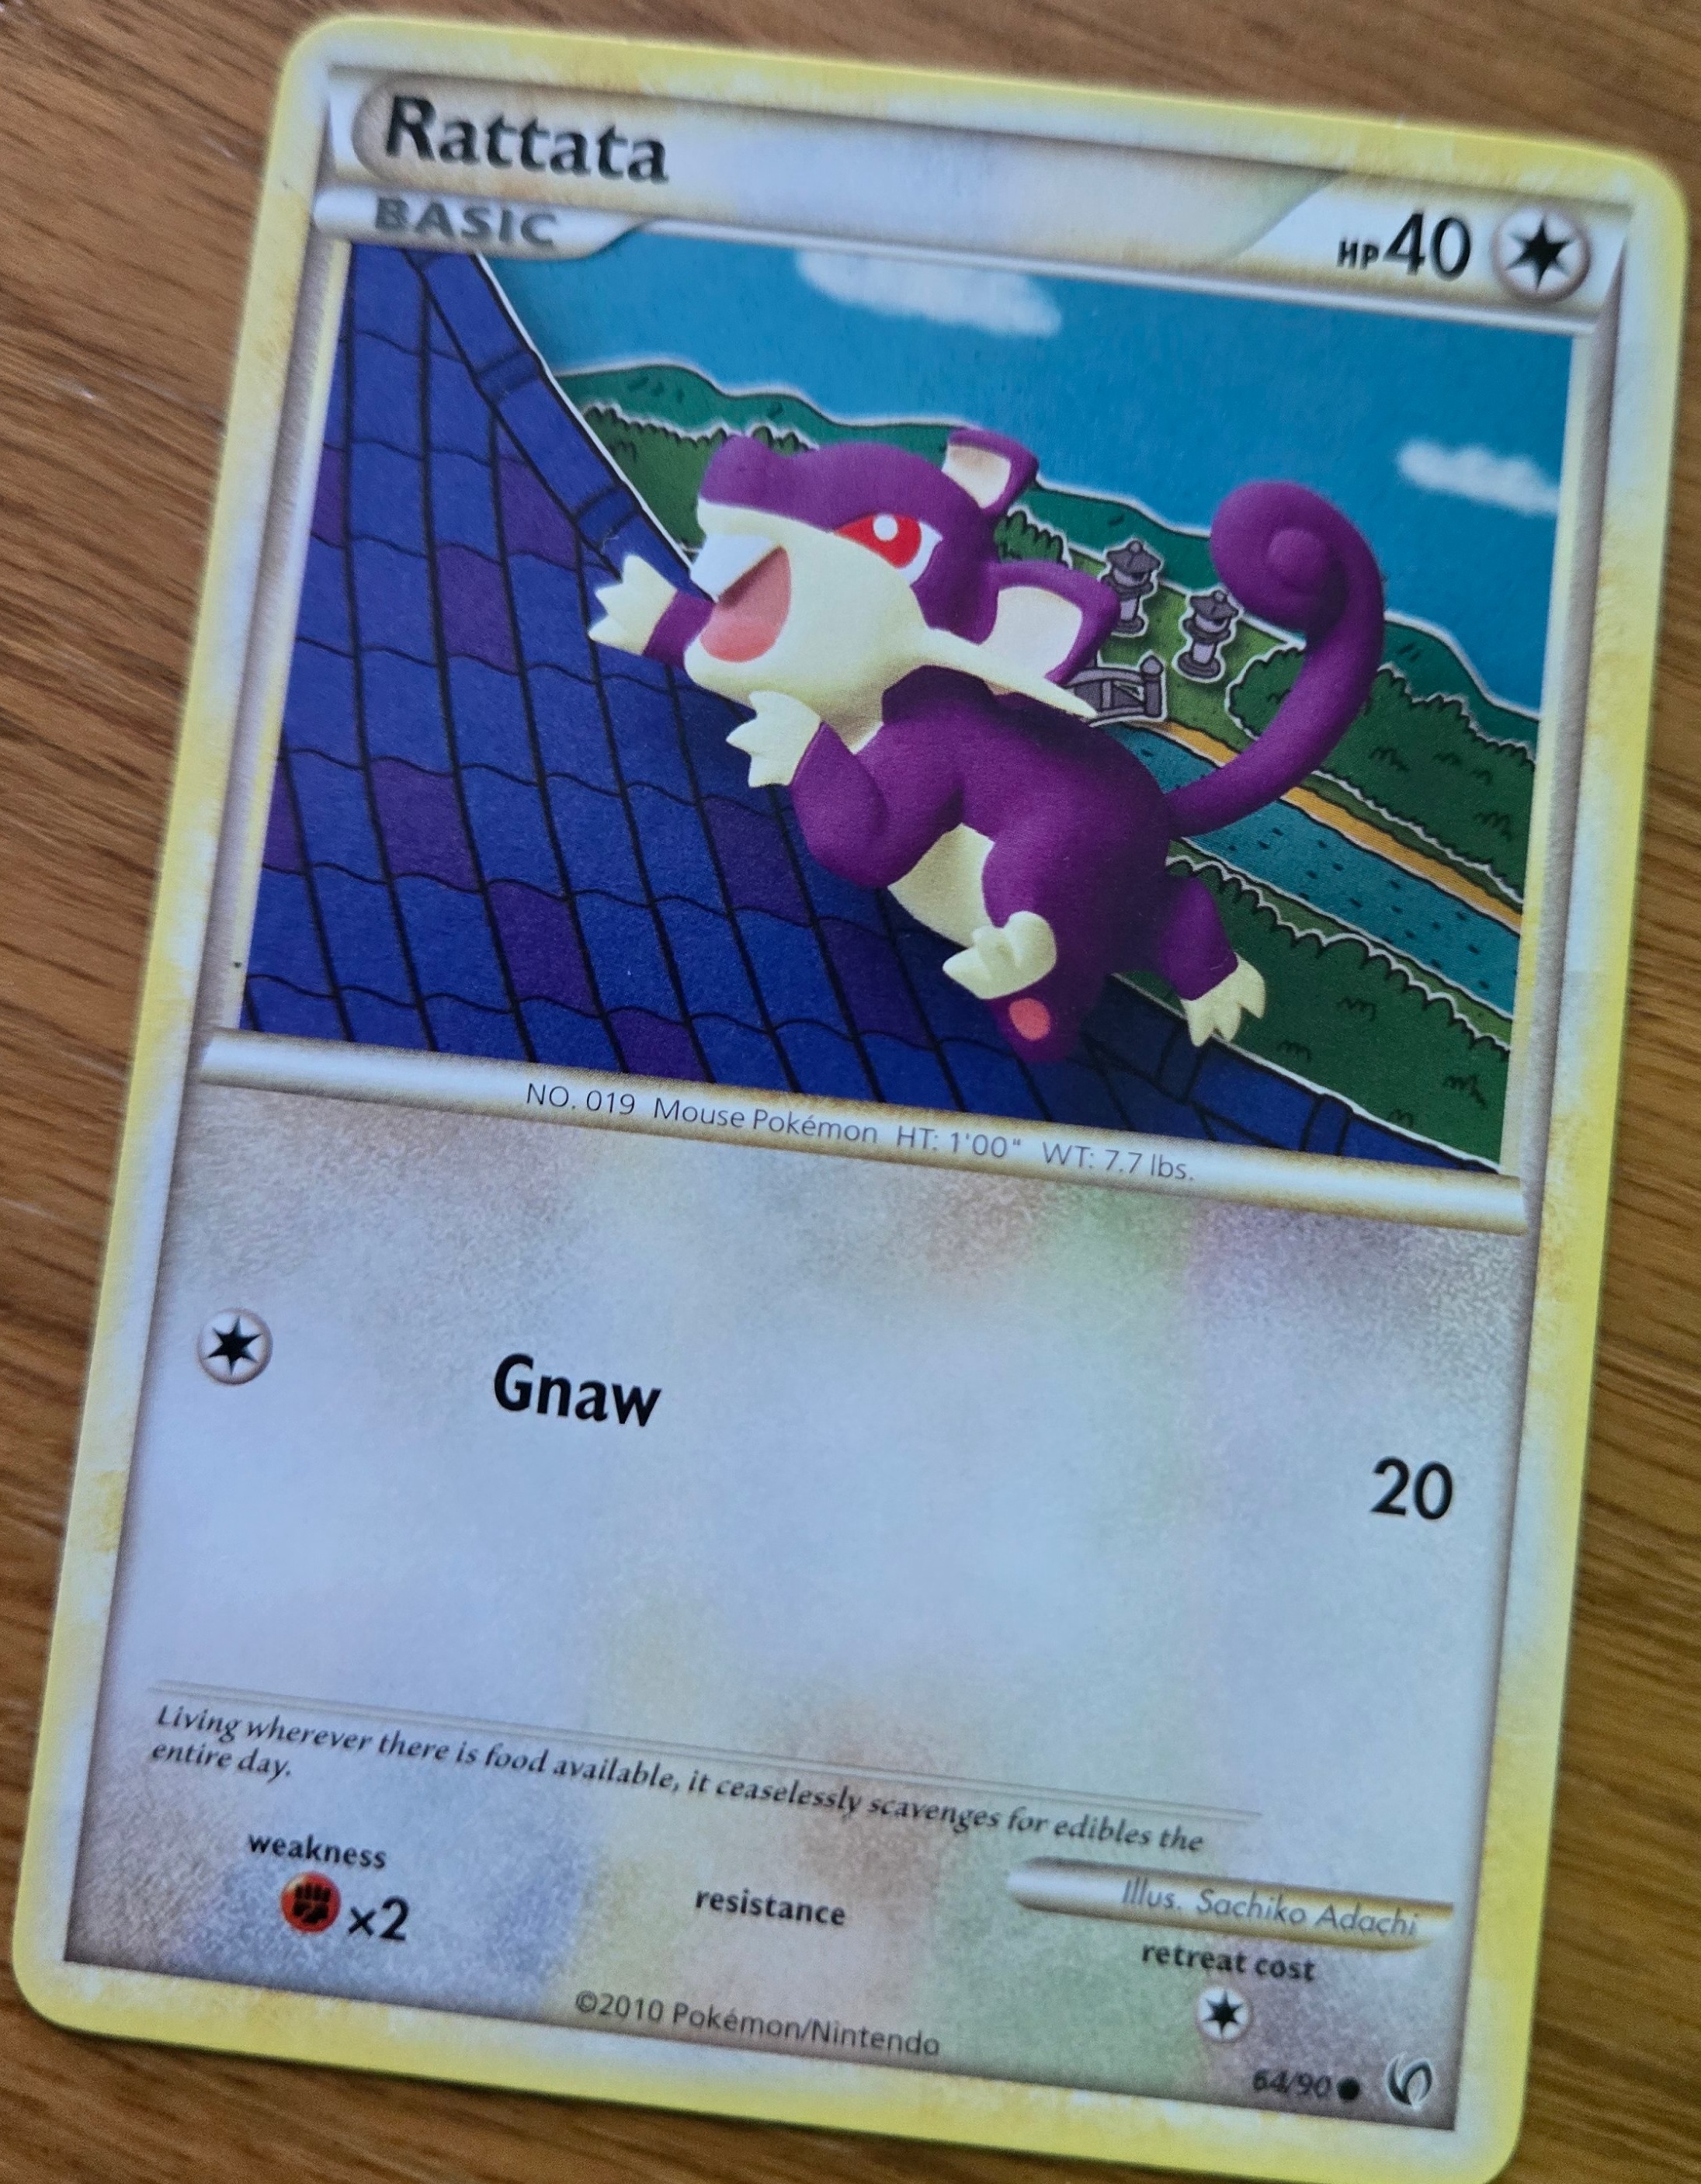 Rattata
BASIC
HP40
NO. 019 Mouse Pokémon HT: 1'00" WT: 7.7 lbs.
Gnaw
20
Living wherever there is food available, it ceaselessly scavenges for edibles the
entire day.
weakness
x2
resistance
Illus. Sachiko Adachi
retreat cost
©2010 Pokémon/Nintendo
64/90